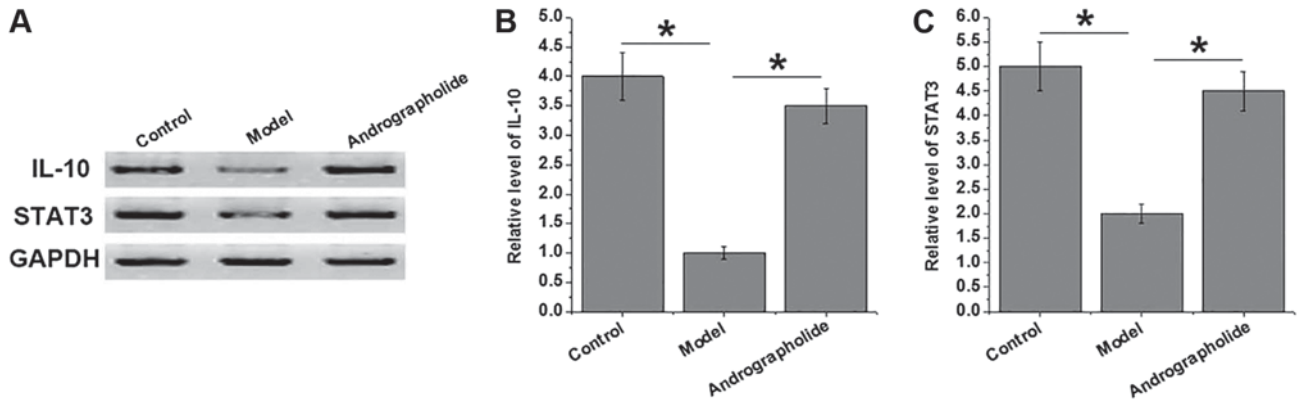 A
Control Model Andrographolide
IL-10
STAT3
GAPDH
B
Relative level of IL-10
5.0
4.5
4.0
3.5
3.0
2.5
2.0
1.5
1.0
0.5
0.0
* *
Control Model Andrographolide
C
Relative level of STAT3
6.0
5.5
5.0
4.5
4.0
3.5
3.0
2.5
2.0
1.5
1.0
0.5
0.0
* *
Control Model Andrographolide